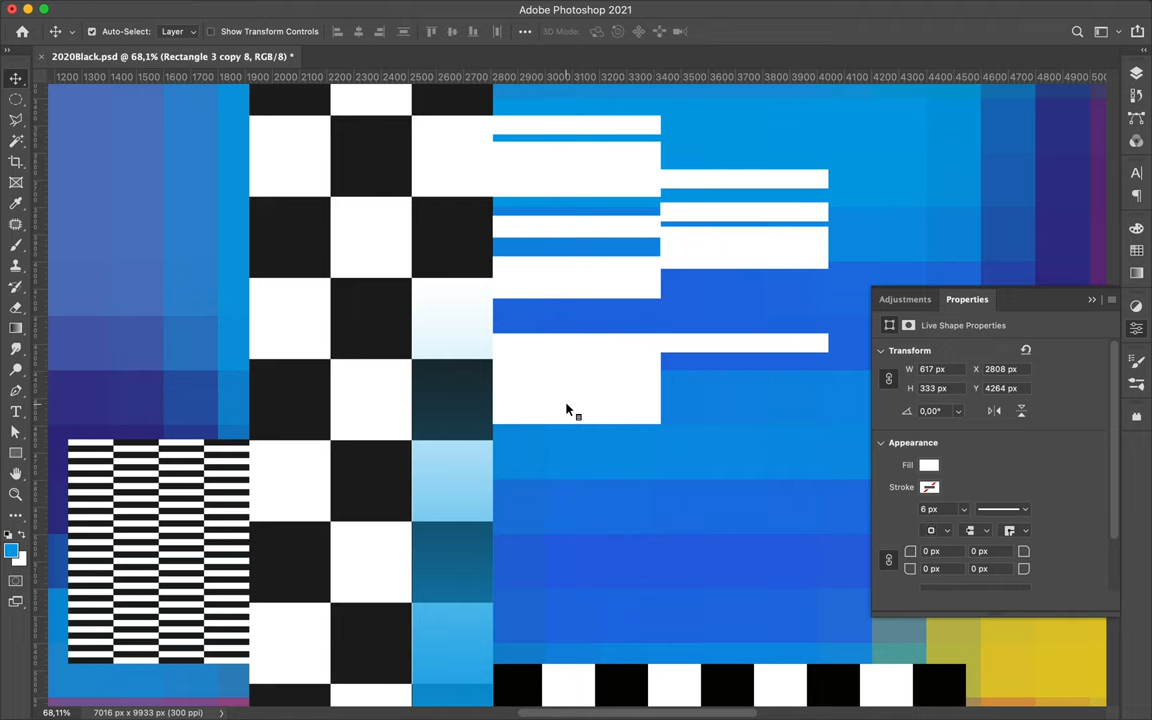 Adobe Photoshop 2021
Auto-Select: Layer Show Transform Controls 3D Mode:
2020Black.psd @ 68,1% (Rectangle 3 copy 8, RGB/8) *
1200 1300 1400 1500 1600 1700 1800 1900 2000 2100 2200 2300 2400 2500 2600 2700 2800 2900 3000 3100 3200 3300 3400 3500 3600 3700 3800 3900 4000 4100 4200 4300 4400 4500 4600 4700 4800 4900
Adjustments Properties
Live Shape Properties
Transform
W 617 px X 2808 px
H 333 px Y 4264 px
0,00°
Appearance
Fill
Stroke
6 px
0 px 0 px
0 px 0 px
68,11% 7016 px x 9933 px (300 ppi)